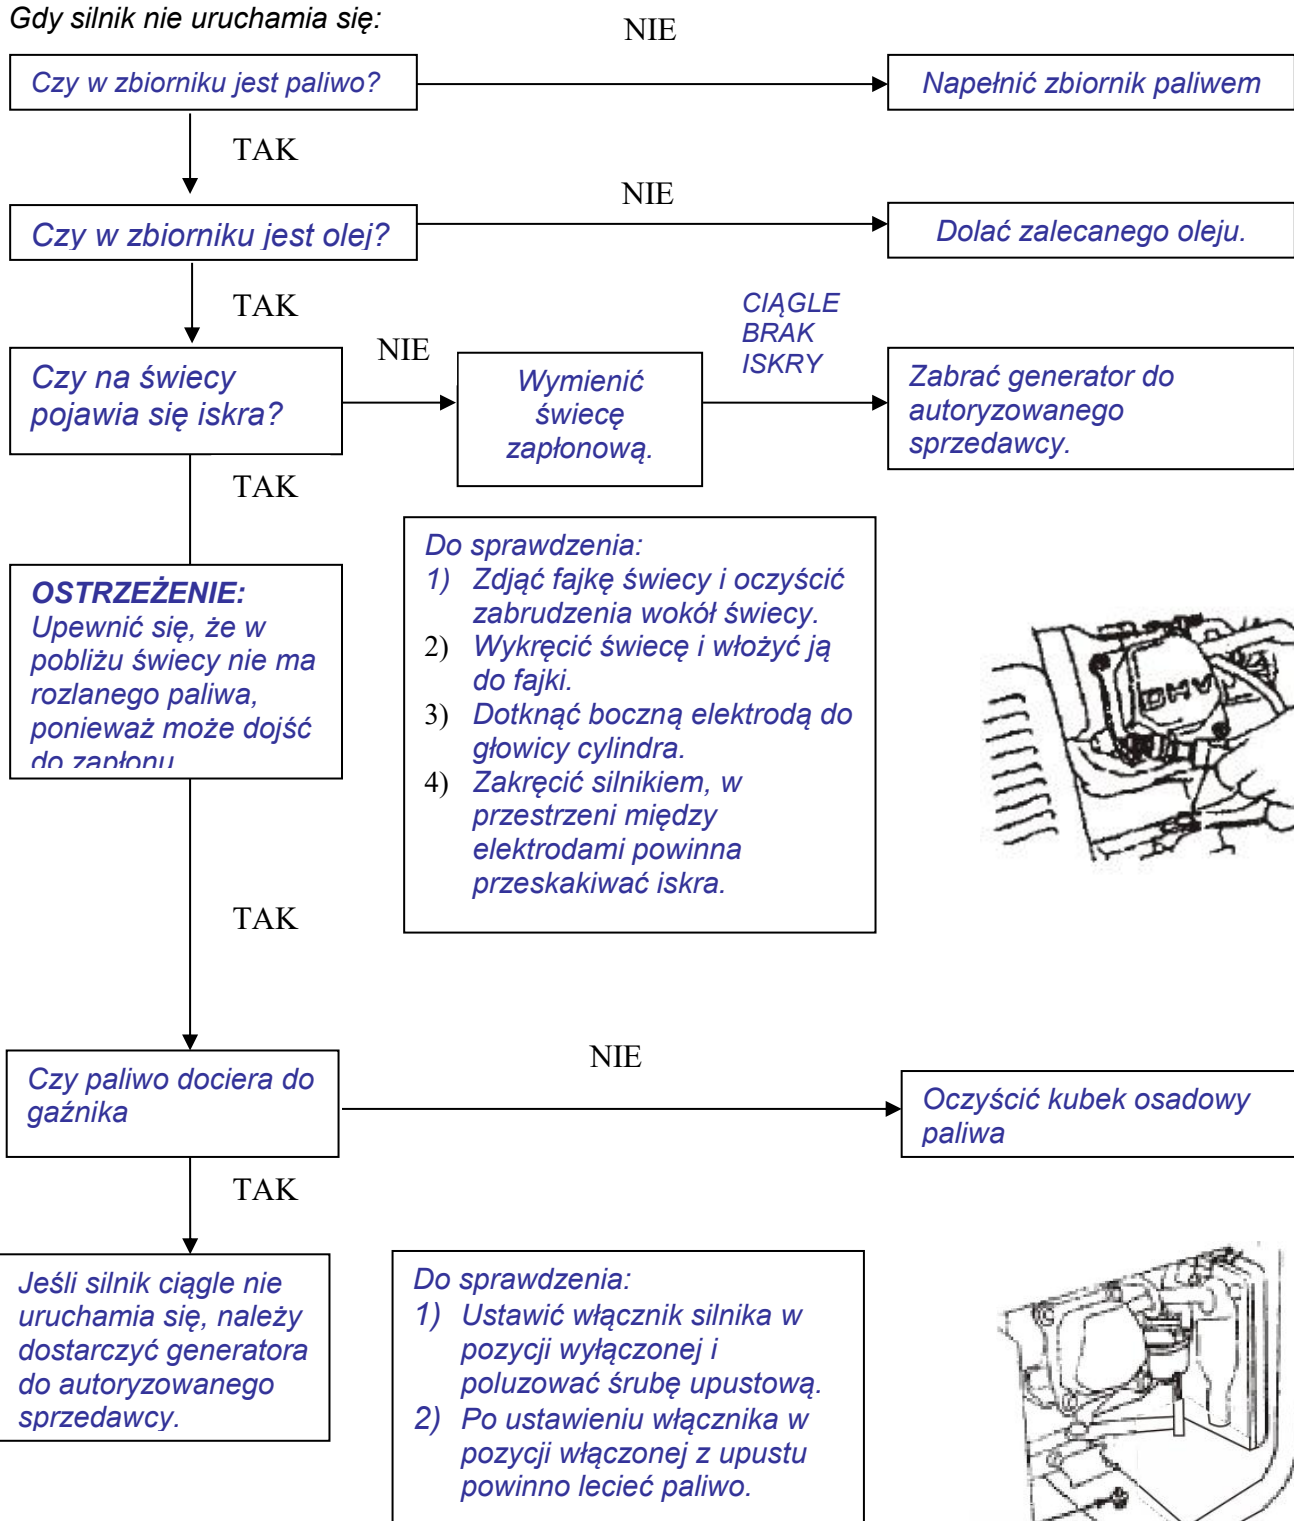 Gdy silnik nie uruchamia się:
NIE
Czy w zbiorniku jest paliwo?
Napełnić zbiornik paliwem
TAK
NIE
Czy w zbiorniku jest olej?
Dolać zalecanego oleju.
TAK
NIE
CIĄGLE
BRAK
ISKRY
Czy na świecy
pojawia się iskra?
Wymienić
świecę
zapłonową.
Zabrać generator do
autoryzowanego
sprzedawcy.
TAK
OSTRZEŻENIE:
Upewnić się, że w
pobliżu świecy nie ma
rozlanego paliwa,
ponieważ może dojść
do zapłonu
Do sprawdzenia:
1) Zdjąć fajkę świecy i oczyścić
zabrudzenia wokół świecy.
2) Wykręcić świecę i włożyć ją
do fajki.
3) Dotknąć boczną elektrodą do
głowicy cylindra.
4) Zakręcić silnikiem, w
przestrzeni między
elektrodami powinna
przeskakiwać iskra.
OHV
TAK
NIE
Czy paliwo dociera do
gaźnika
Oczyścić kubek osadowy
paliwa
TAK
Jeśli silnik ciągle nie
uruchamia się, należy
dostarczyć generatora
do autoryzowanego
sprzedawcy.
Do sprawdzenia:
1) Ustawić włącznik silnika w
pozycji wyłączonej i
poluzować śrubę upustową.
2) Po ustawieniu włącznika w
pozycji włączonej z upustu
powinno lecieć paliwo.